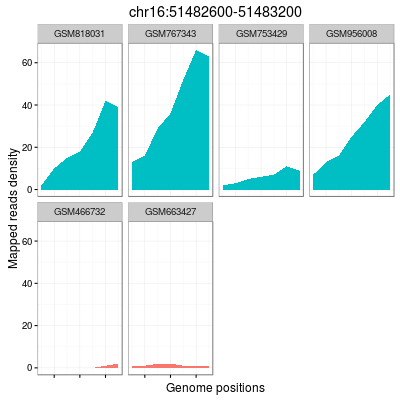 chr16:51482600-51483200
GSM818031 GSM767343 GSM753429 GSM956008
60
40
20
0
GSM466732 GSM663427
60
40
20
0
Mapped reads density
Genome positions